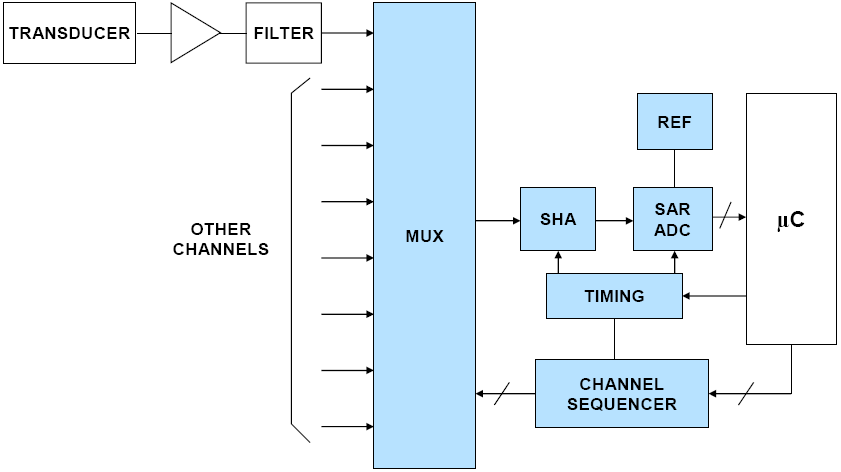 TRANSDUCER
FILTER
REF
OTHER
CHANNELS
MUX
SHA
SAR
ADC
µC
TIMING
CHANNEL
SEQUENCER